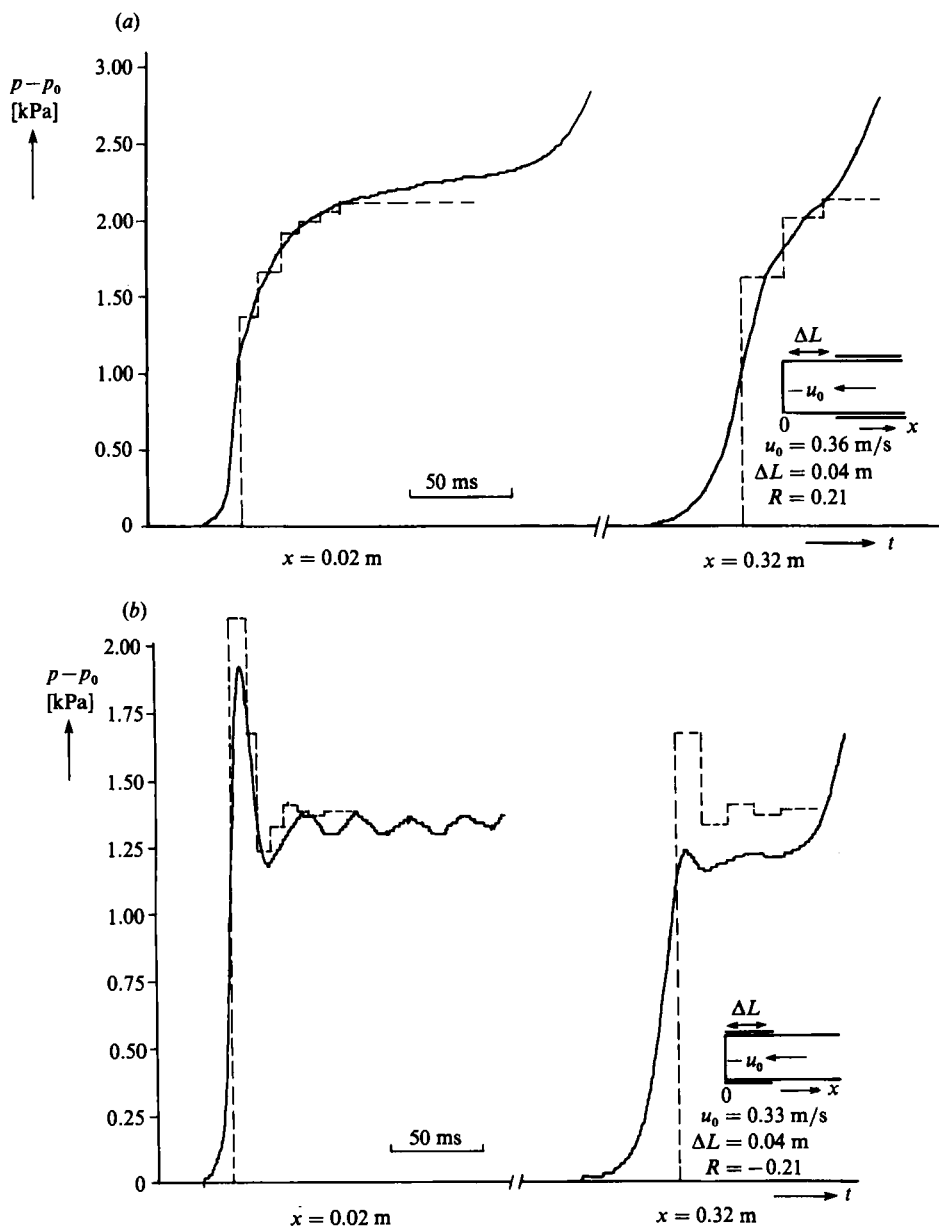 (a)
p−p₀
[kPa]
3.00
2.50
2.00
1.50
1.00
0.50
0
50 ms
ΔL
−u₀
0
x
u₀ = 0.36 m/s
ΔL = 0.04 m
R = 0.21
t
x = 0.02 m
x = 0.32 m
(b)
p−p₀
[kPa]
2.00
1.75
1.50
1.25
1.00
0.75
0.50
0.25
0
50 ms
ΔL
−u₀
0
x
u₀ = 0.33 m/s
ΔL = 0.04 m
R = −0.21
t
x = 0.02 m
x = 0.32 m